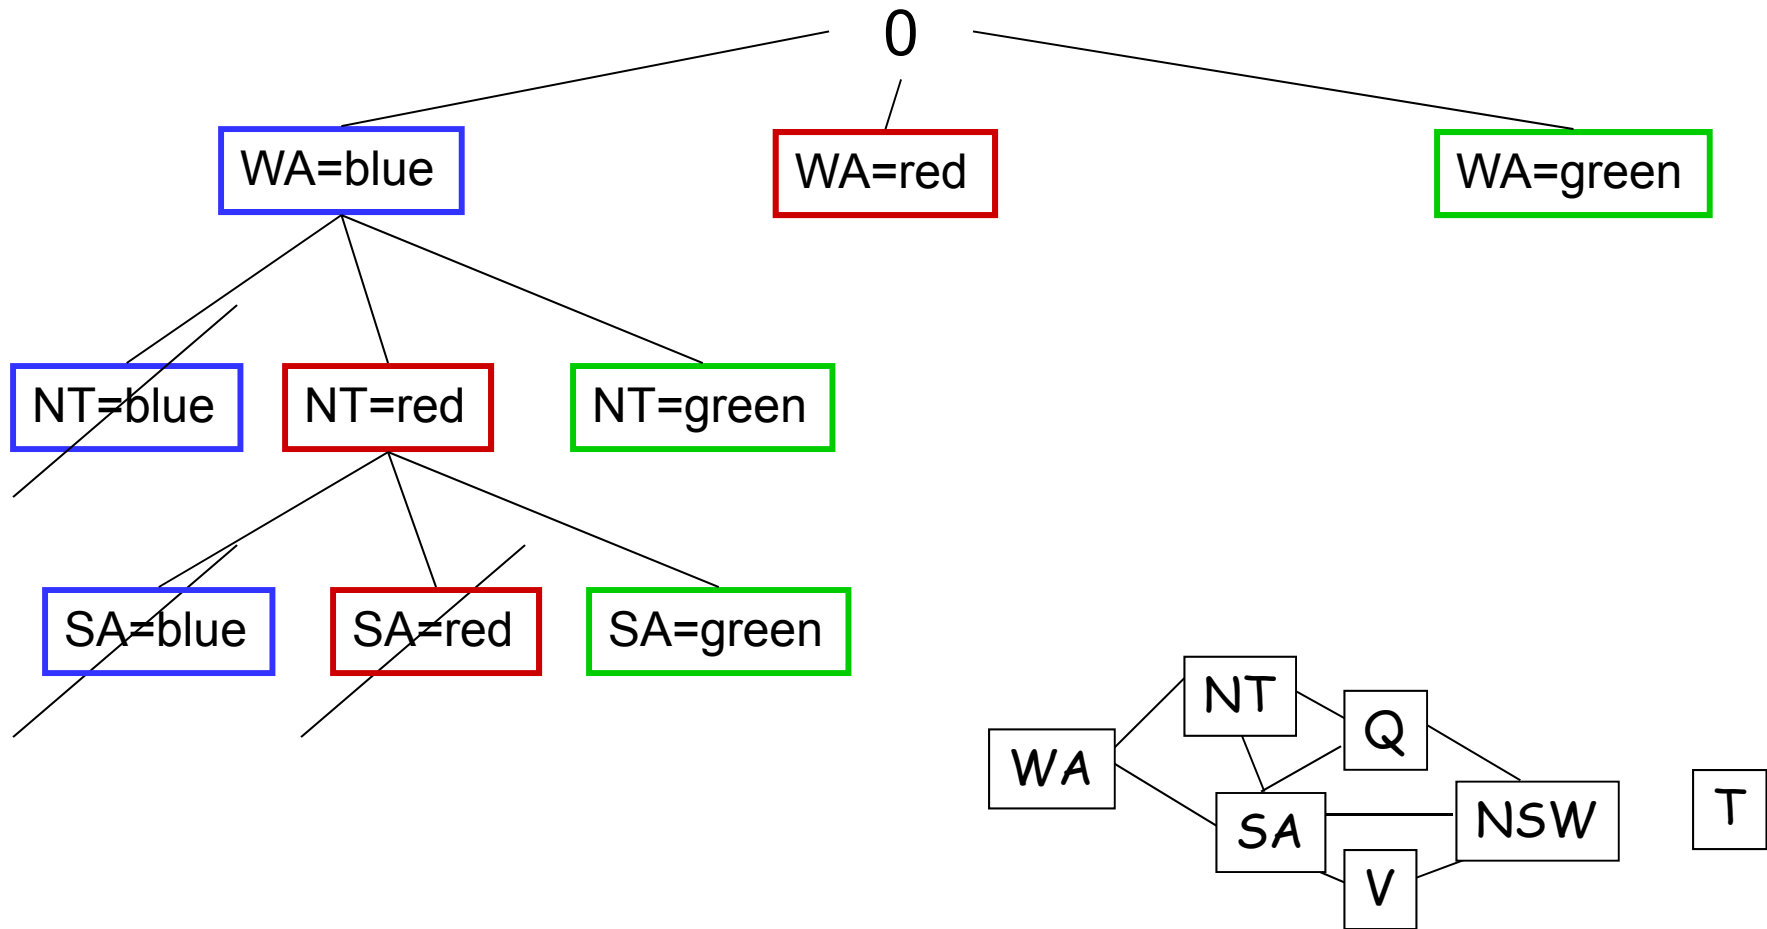 0
WA=blue
WA=red
WA=green
NT=blue
NT=red
NT=green
SA=blue
SA=red
SA=green
NT
Q
WA
T
SA
NSW
V